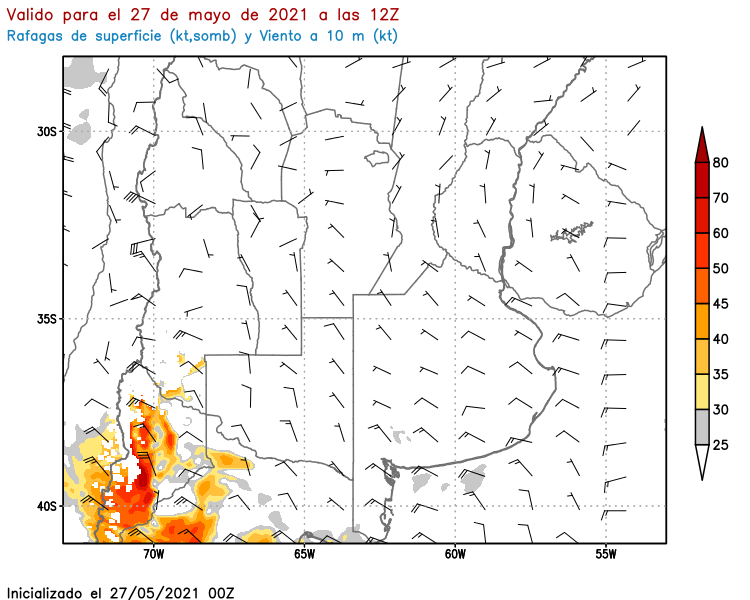 Valido para el 27 de mayo de 2021 a las 12Z
Rafagas de superficie (kt,somb) y Viento a 10 m (kt)
30S
35S
40S
70W
65W
60W
55W
80
70
60
50
45
40
35
30
25
Inicializado el 27/05/2021 00Z